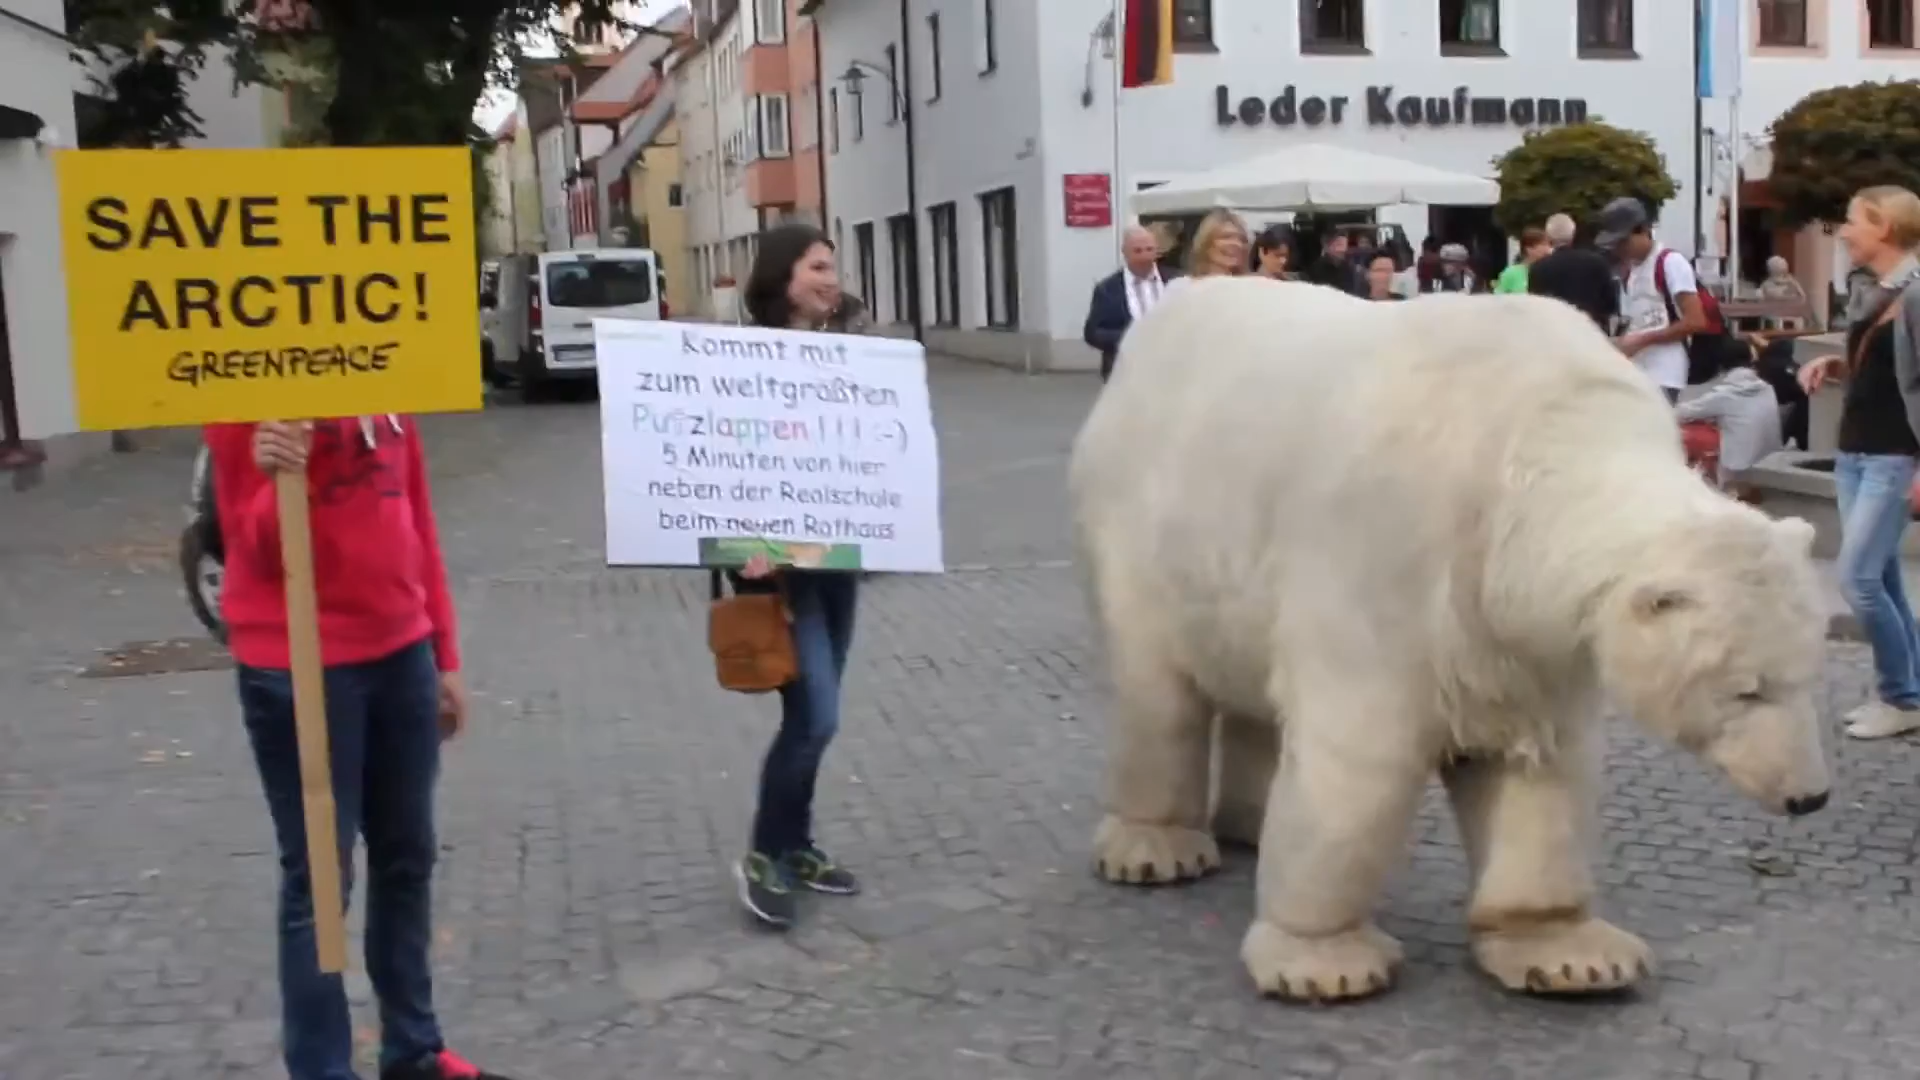 Leder Kaufmann
SAVE THE
ARCTIC!
GREENPEACE
Kommt mit
zum weltgrößten
Putzlappen!!! :-)
5 Minuten von hier
neben der Realschule
beim neuen Rathaus